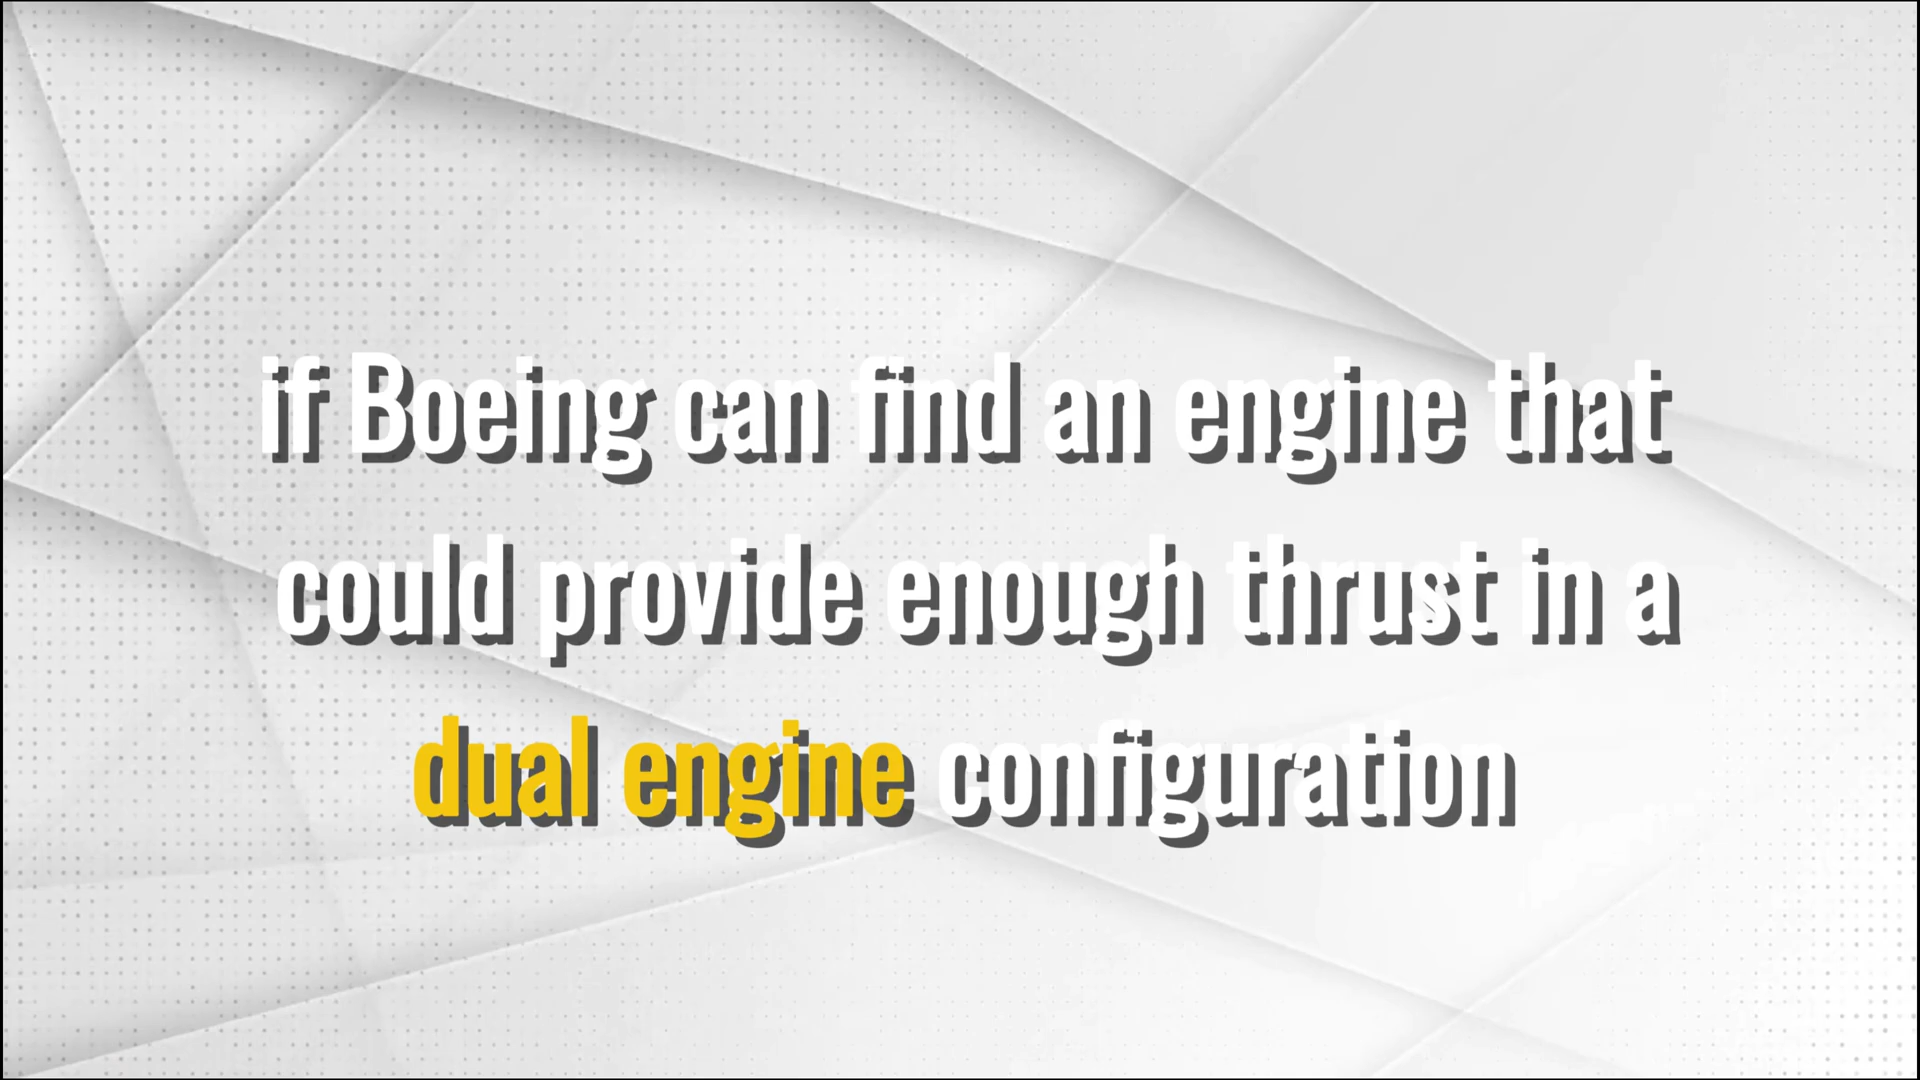 if Boeing can find an engine that
could provide enough thrust in a
dual engine configuration